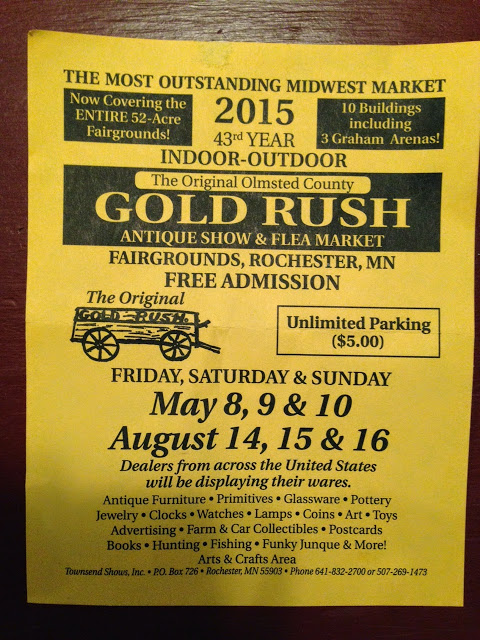 THE MOST OUTSTANDING MIDWEST MARKET
Now Covering the
ENTIRE 52-Acre
Fairgrounds!
2015
43rd YEAR
10 Buildings
including
3 Graham Arenas!
INDOOR-OUTDOOR
The Original Olmsted County
GOLD RUSH
ANTIQUE SHOW & FLEA MARKET
FAIRGROUNDS, ROCHESTER, MN
FREE ADMISSION
The Original
GOLD RUSH
Unlimited Parking
($5.00)
FRIDAY, SATURDAY & SUNDAY
May 8, 9 & 10
August 14, 15 & 16
Dealers from across the United States
will be displaying their wares.
Antique Furniture • Primitives • Glassware • Pottery
Jewelry • Clocks • Watches • Lamps • Coins • Art • Toys
Advertising • Farm & Car Collectibles • Postcards
Books • Hunting • Fishing • Funky Junque & More!
Arts & Crafts Area
Townsend Shows, Inc. • P.O. Box 726 • Rochester, MN 55903 • Phone 641-832-2700 or 507-269-1473